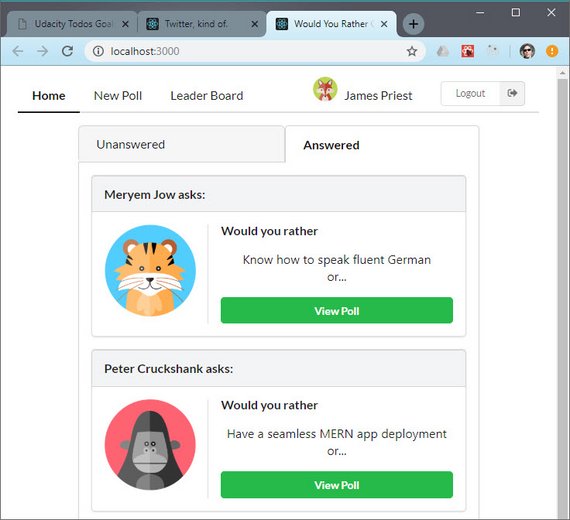 Udacity Todos Goal
Twitter, kind of.
Would You Rather
localhost:3000
Home
New Poll
Leader Board
James Priest
Logout
Unanswered
Answered
Meryem Jow asks:
Would you rather
Know how to speak fluent German
or...
View Poll
Peter Cruckshank asks:
Would you rather
Have a seamless MERN app deployment
or...
View Poll